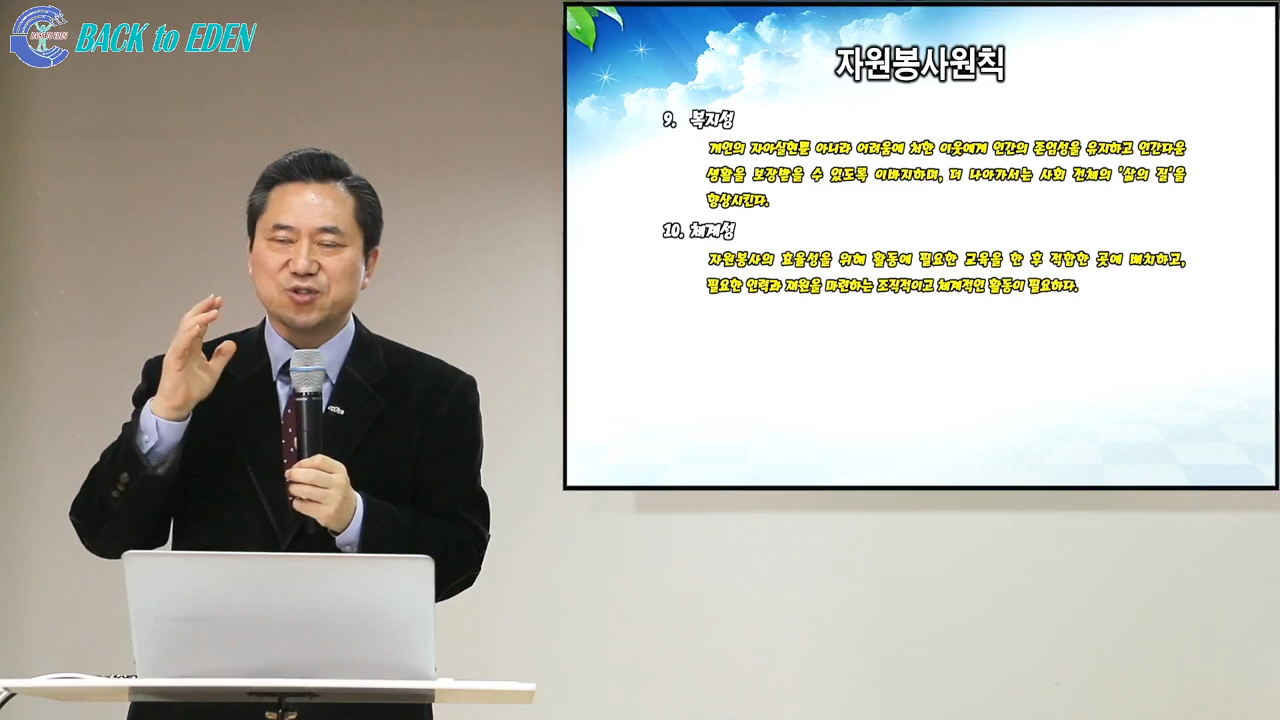 BACK to EDEN
자원봉사원칙
9. 복지성
개인의 자아실현뿐 아니라 어려움에 처한 이웃에게 인간의 존엄성을 유지하고 인간다운
생활을 보장받을 수 있도록 이바지하며, 더 나아가서는 사회 전체의 '삶의 질'을
향상시킨다.
10. 체계성
자원봉사의 효율성을 위해 활동에 필요한 교육을 한 후 적합한 곳에 배치하고,
필요한 인력과 재원을 마련하는 조직적이고 체계적인 활동이 필요하다.